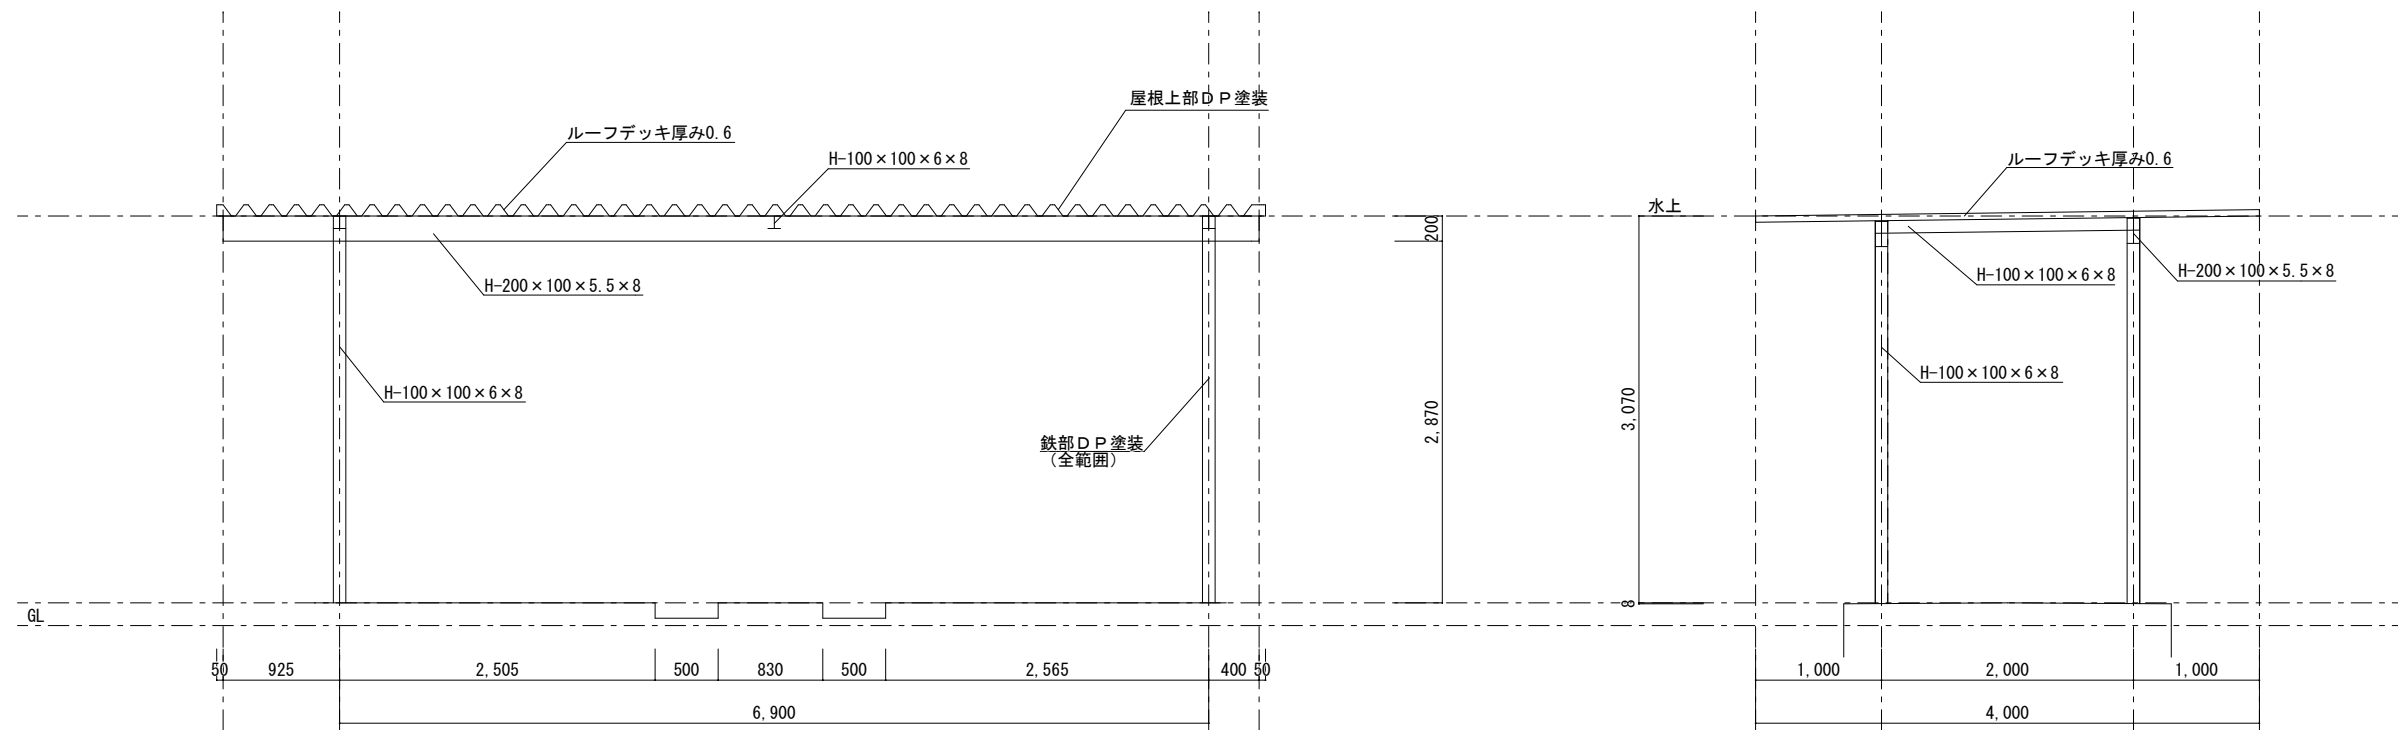 屋根上部ＤＰ塗装
ルーフデッキ厚み0.6
H-100×100×6×8
H-200×100×5.5×8
H-100×100×6×8
鉄部ＤＰ塗装
（全範囲）
GL
50 925 2,505 500 830 500 2,565 400 50
6,900
200
2,870
ルーフデッキ厚み0.6
水上
H-200×100×5.5×8
H-100×100×6×8
H-100×100×6×8
3,070
8
1,000 2,000 1,000
4,000